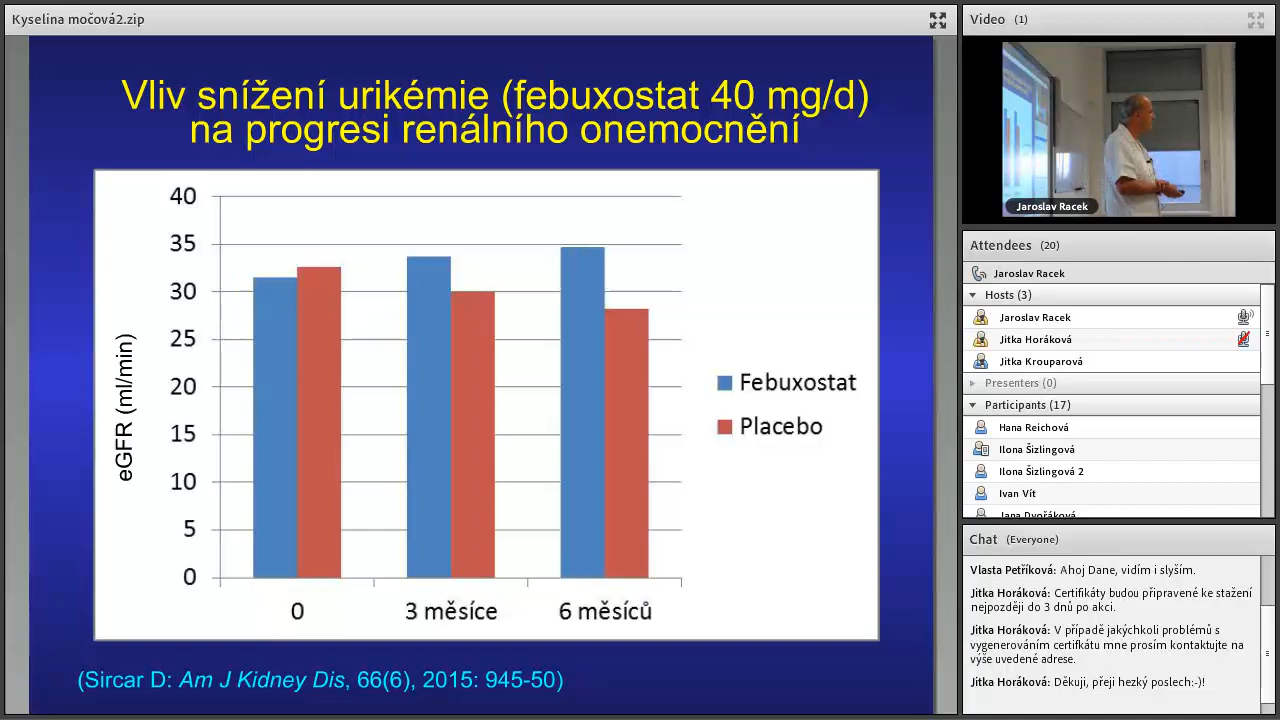 Kyselina močová2.zip
Vliv snížení urikémie (febuxostat 40 mg/d)
na progresi renálního onemocnění
40
35
30
25
20
15
10
5
0
eGFR (ml/min)
0
3 měsíce
6 měsíců
Febuxostat
Placebo
(Sircar D: Am J Kidney Dis, 66(6), 2015: 945-50)
Video (1)
Jaroslav Racek
Attendees (20)
Jaroslav Racek
Hosts (3)
Jaroslav Racek
Jitka Horáková
Jitka Krouparová
Presenters (0)
Participants (17)
Hana Reichová
Ilona Šizlingová
Ilona Šizlingová 2
Ivan Vít
Jana Dvořáková
Chat (Everyone)
Vlasta Petříková: Ahoj Dane, vidím i slyším.
Jitka Horáková: Certifikáty budou připravené ke stažení
nejpozději do 3 dnů po akci.
Jitka Horáková: V případě jakýchkoli problémů s
vygenerováním certifkátu mne prosím kontaktujte na
výše uvedené adrese.
Jitka Horáková: Děkuji, přeji hezký poslech:-)!